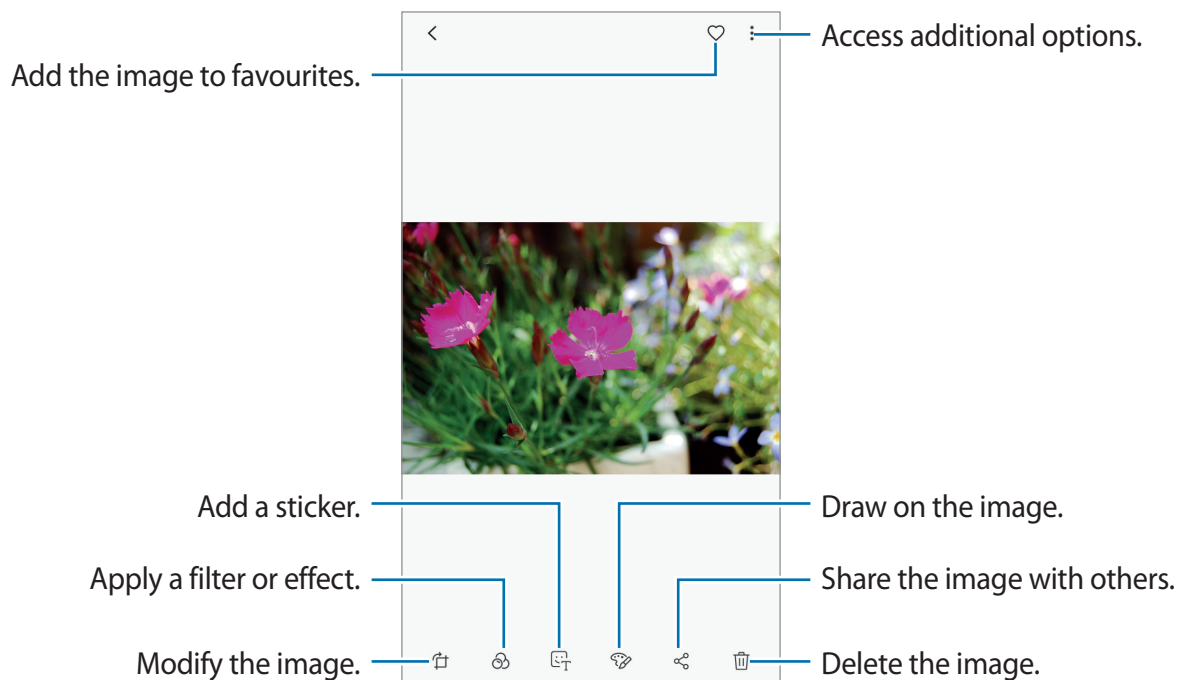 Access additional options.
Add the image to favourites.
Add a sticker.
Draw on the image.
Apply a filter or effect.
Share the image with others.
Modify the image.
Delete the image.